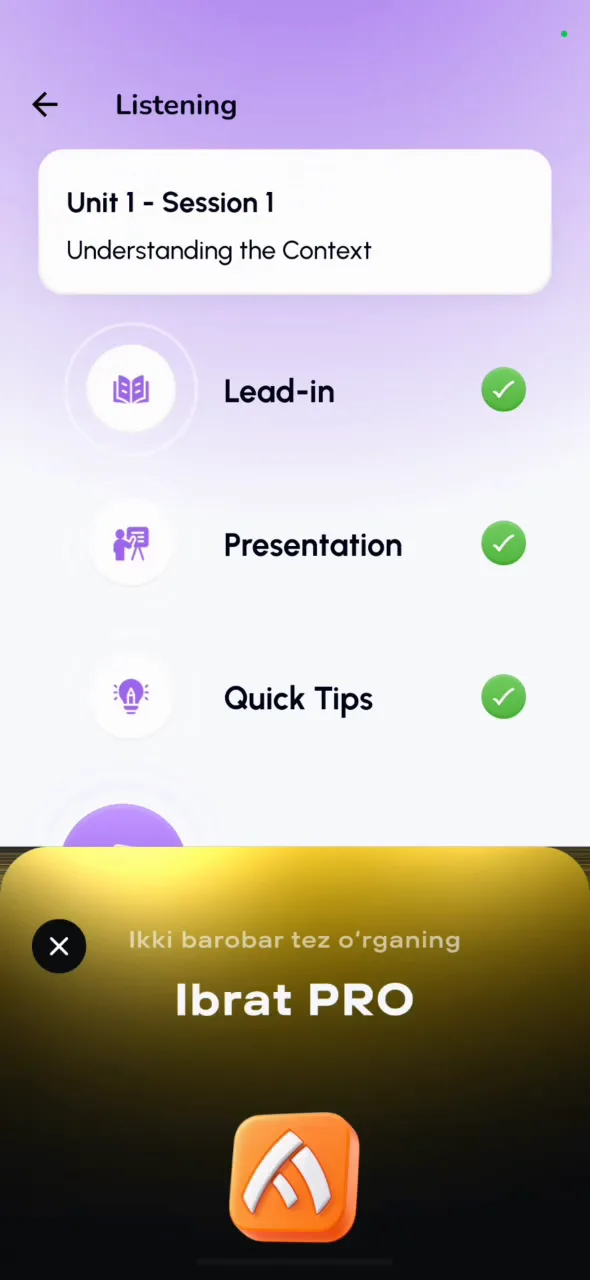 Listening
Unit 1 - Session 1
Understanding the Context
Lead-in
Presentation
Quick Tips
Ikki barobar tez oʻrganing
Ibrat PRO